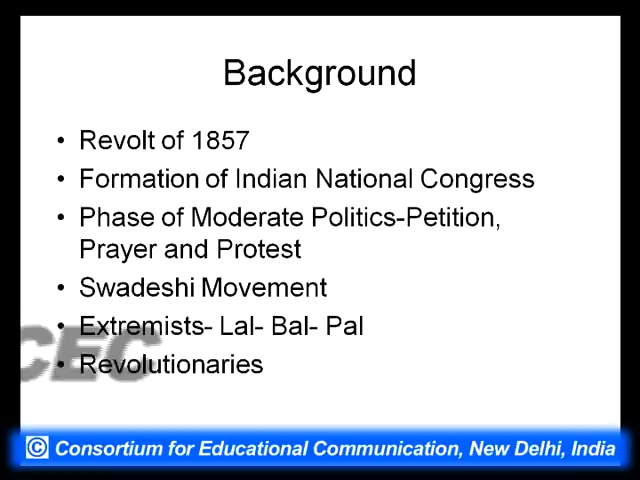 Background
• Revolt of 1857
• Formation of Indian National Congress
• Phase of Moderate Politics-Petition,
Prayer and Protest
• Swadeshi Movement
• Extremists- Lal- Bal- Pal
• Revolutionaries
CEC
© Consortium for Educational Communication, New Delhi, India